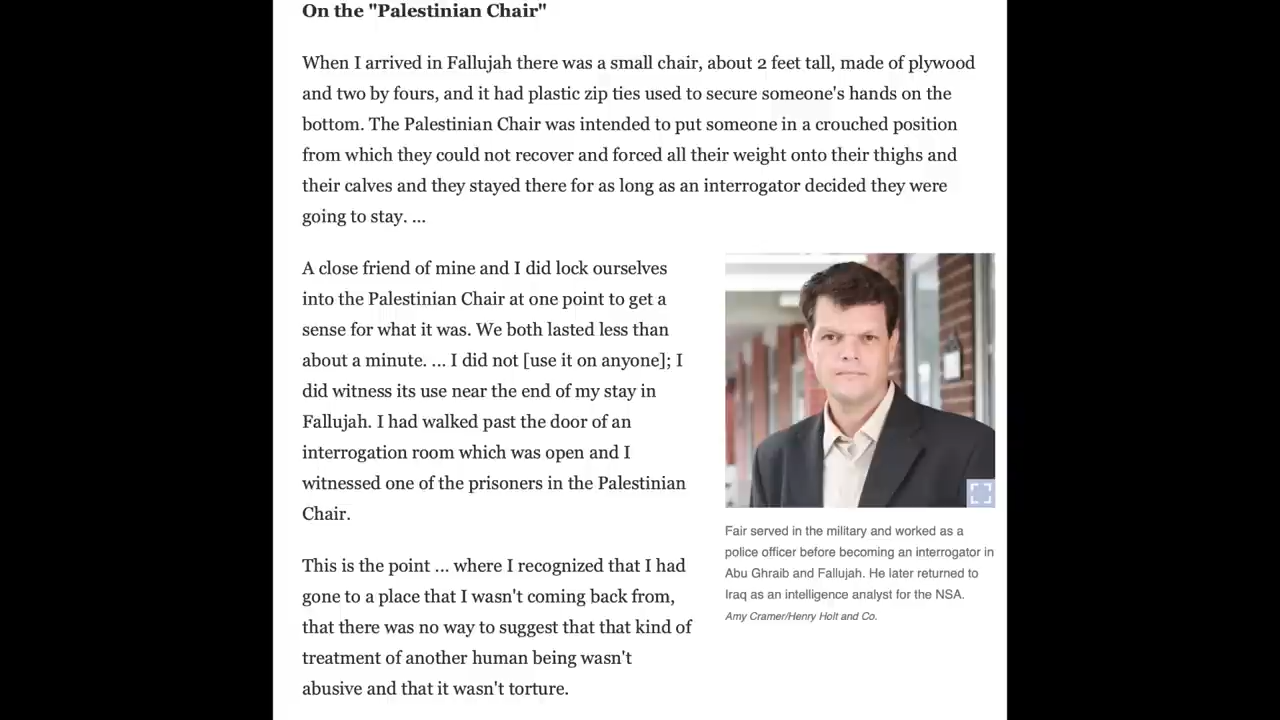 On the "Palestinian Chair"
When I arrived in Fallujah there was a small chair, about 2 feet tall, made of plywood
and two by fours, and it had plastic zip ties used to secure someone's hands on the
bottom. The Palestinian Chair was intended to put someone in a crouched position
from which they could not recover and forced all their weight onto their thighs and
their calves and they stayed there for as long as an interrogator decided they were
going to stay. ...
A close friend of mine and I did lock ourselves
into the Palestinian Chair at one point to get a
sense for what it was. We both lasted less than
about a minute. ... I did not [use it on anyone]; I
did witness its use near the end of my stay in
Fallujah. I had walked past the door of an
interrogation room which was open and I
witnessed one of the prisoners in the Palestinian
Chair.
This is the point ... where I recognized that I had
gone to a place that I wasn't coming back from,
that there was no way to suggest that that kind of
treatment of another human being wasn't
abusive and that it wasn't torture.
Fair served in the military and worked as a
police officer before becoming an interrogator in
Abu Ghraib and Fallujah. He later returned to
Iraq as an intelligence analyst for the NSA.
Amy Cramer/Henry Holt and Co.